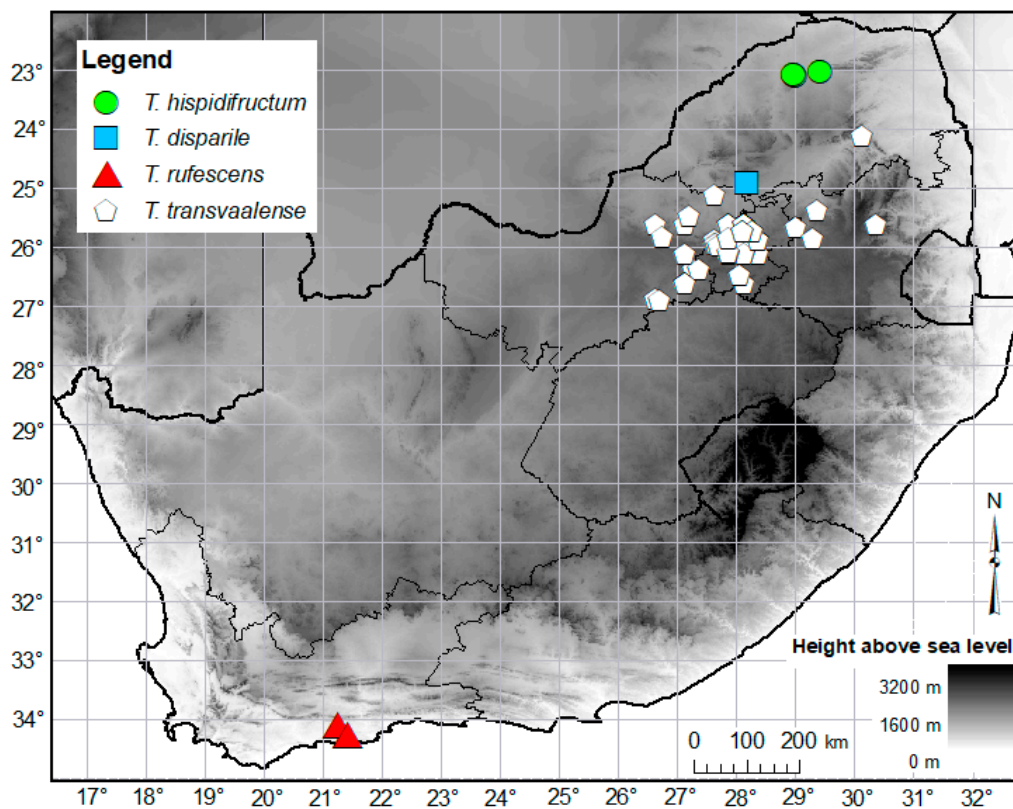 Legend
T. hispidifructum
T. disparile
T. rufescens
T. transvaalense
23°
24°
25°
26°
27°
28°
29°
30°
31°
32°
33°
34°
N
Height above sea level
3200 m
1600 m
0 m
0 100 200 km
17° 18° 19° 20° 21° 22° 23° 24° 25° 26° 27° 28° 29° 30° 31° 32°